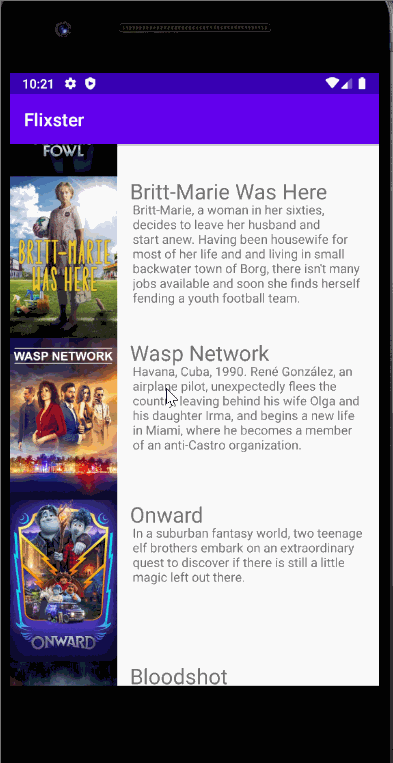 10:21
Flixster
FOWL
BRITT-MARIE
WAS HERE
Britt-Marie Was Here
Britt-Marie, a woman in her sixties,
decides to leave her husband and
start anew. Having been housewife for
most of her life and and living in small
backwater town of Borg, there isn't many
jobs available and soon she finds herself
fending a youth football team.
WASP NETWORK
Wasp Network
Havana, Cuba, 1990. René González, an
airplane pilot, unexpectedly flees the
country, leaving behind his wife Olga and
his daughter Irma, and begins a new life
in Miami, where he becomes a member
of an anti-Castro organization.
ONWARD
Onward
In a suburban fantasy world, two teenage
elf brothers embark on an extraordinary
quest to discover if there is still a little
magic left out there.
Bloodshot